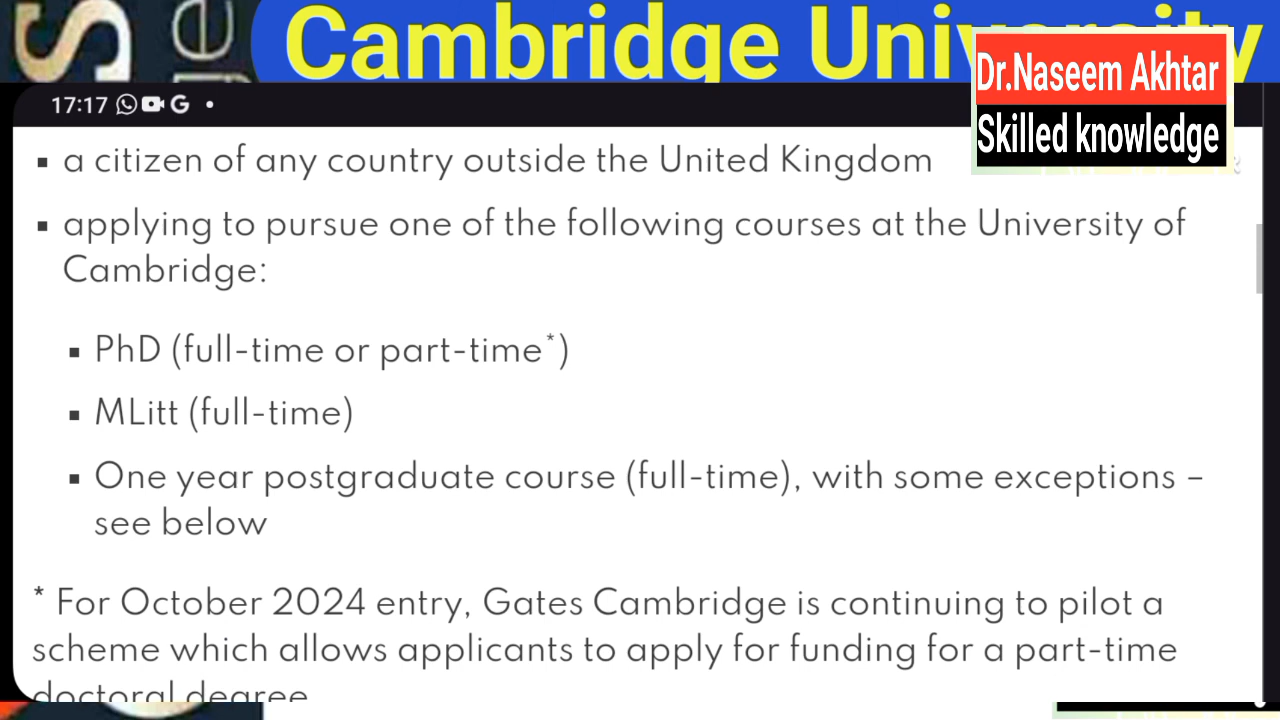 Cambridge University
Dr.Naseem Akhtar
Skilled knowledge
17:17
▪ a citizen of any country outside the United Kingdom
▪ applying to pursue one of the following courses at the University of
Cambridge:
▪ PhD (full-time or part-time*)
▪ MLitt (full-time)
▪ One year postgraduate course (full-time), with some exceptions –
see below
* For October 2024 entry, Gates Cambridge is continuing to pilot a
scheme which allows applicants to apply for funding for a part-time
doctoral degree